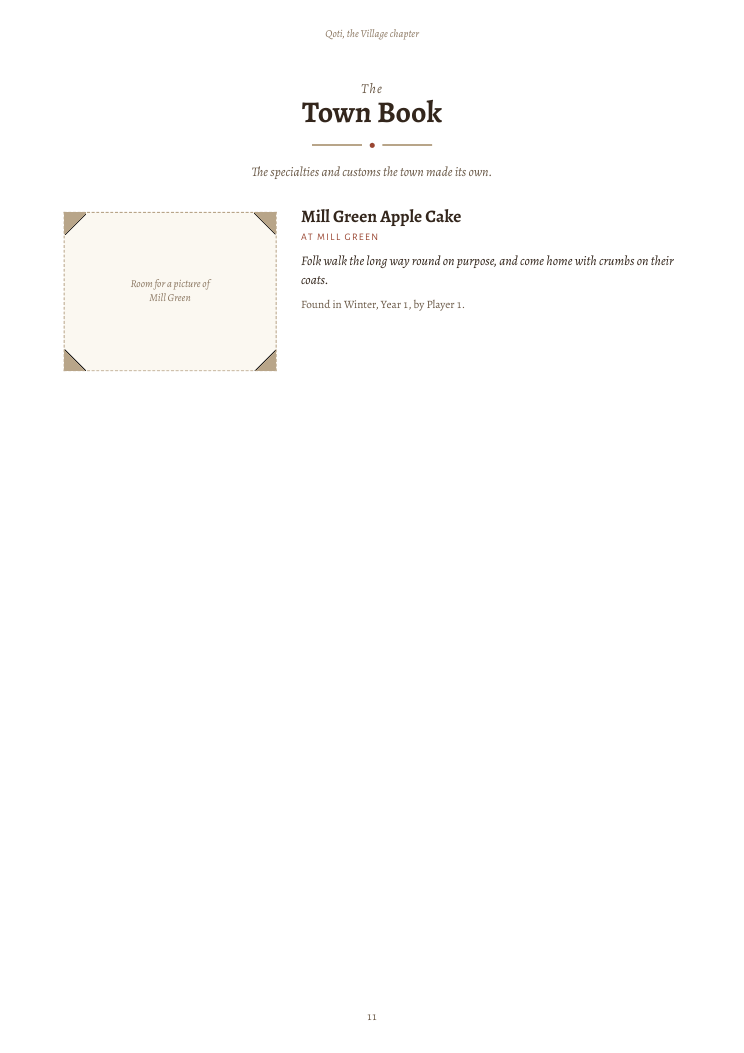 Qoti, the Village chapter
The
Town Book
The specialties and customs the town made its own.
Room for a picture of
Mill Green
Mill Green Apple Cake
AT MILL GREEN
Folk walk the long way round on purpose, and come home with crumbs on their
coats.
Found in Winter, Year 1, by Player 1.
11